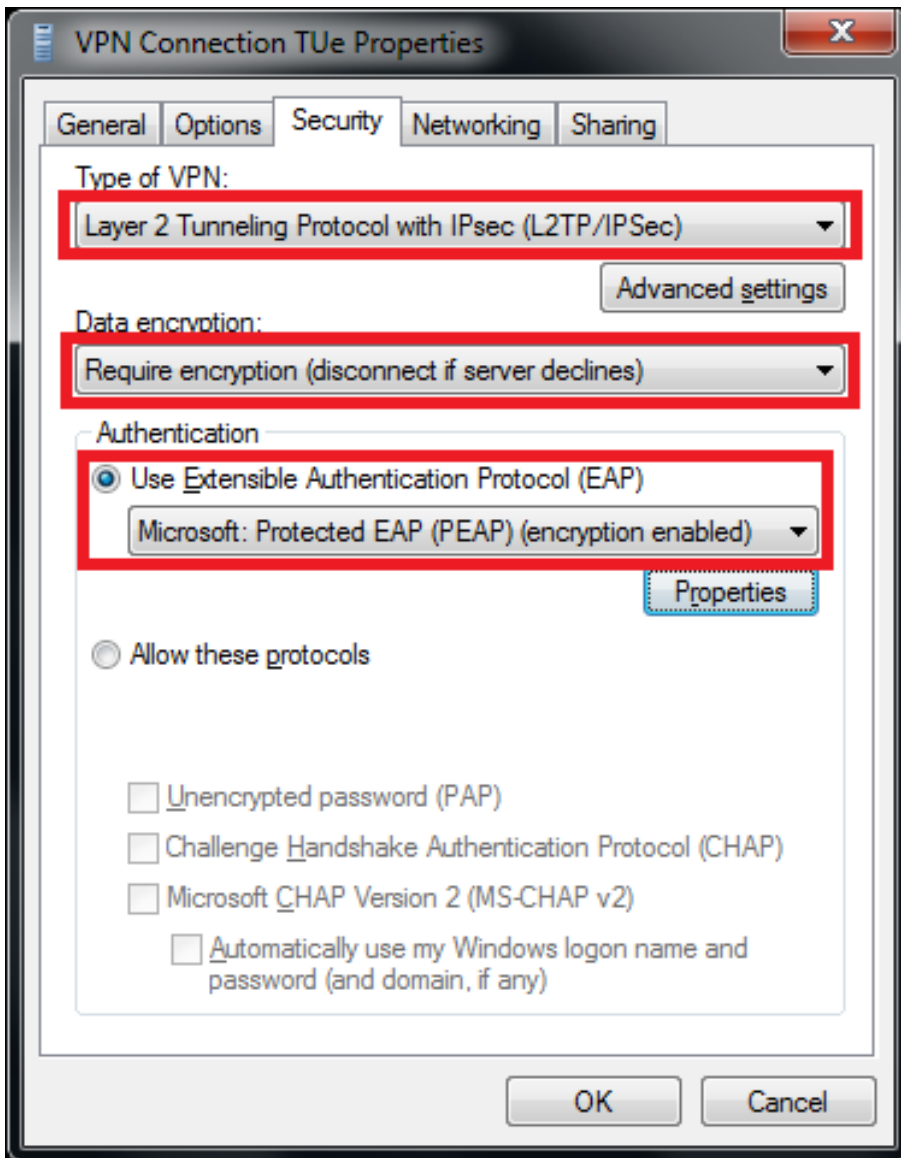 VPN Connection TUe Properties
General Options Security Networking Sharing
Type of VPN:
Layer 2 Tunneling Protocol with IPsec (L2TP/IPSec)
Advanced settings
Data encryption:
Require encryption (disconnect if server declines)
Authentication
Use Extensible Authentication Protocol (EAP)
Microsoft: Protected EAP (PEAP) (encryption enabled)
Properties
Allow these protocols
Unencrypted password (PAP)
Challenge Handshake Authentication Protocol (CHAP)
Microsoft CHAP Version 2 (MS-CHAP v2)
Automatically use my Windows logon name and
password (and domain, if any)
OK Cancel